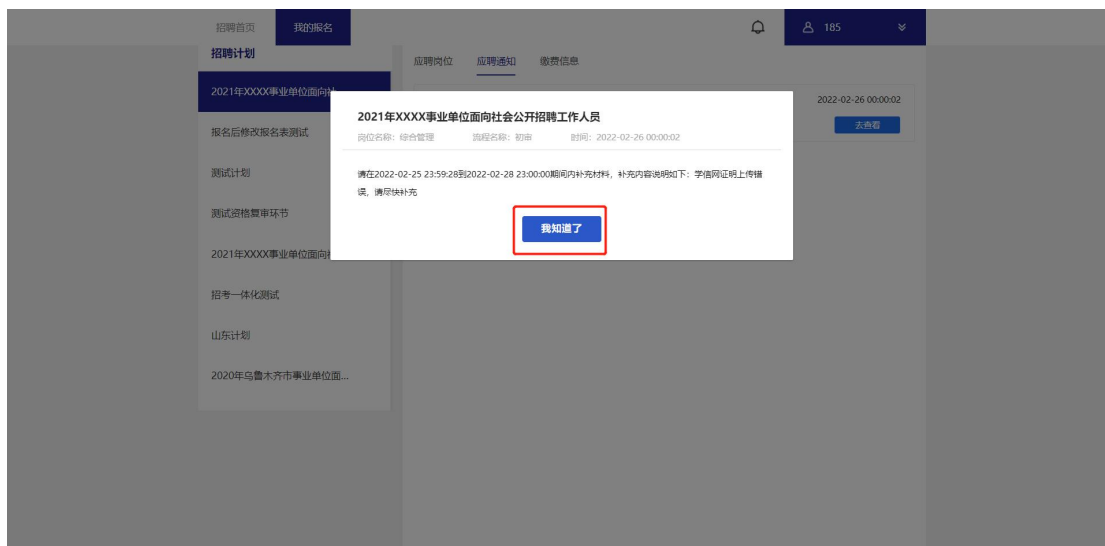 招聘首页
我的报名
185
招聘计划
应聘岗位
应聘通知
缴费信息
2021年XXXX事业单位面向社
2022-02-26 00:00:02
去查看
2021年XXXX事业单位面向社会公开招聘工作人员
岗位名称：综合管理
流程名称：初审
时间：2022-02-26 00:00:02
报名后修改报名表测试
测试计划
请在2022-02-25 23:59:28到2022-02-28 23:00:00期间内补充材料，补充内容说明如下：学信网证明上传错
误，请尽快补充
测试资格复审环节
我知道了
2021年XXXX事业单位面向社
招考一体化测试
山东计划
2020年乌鲁木齐市事业单位面...